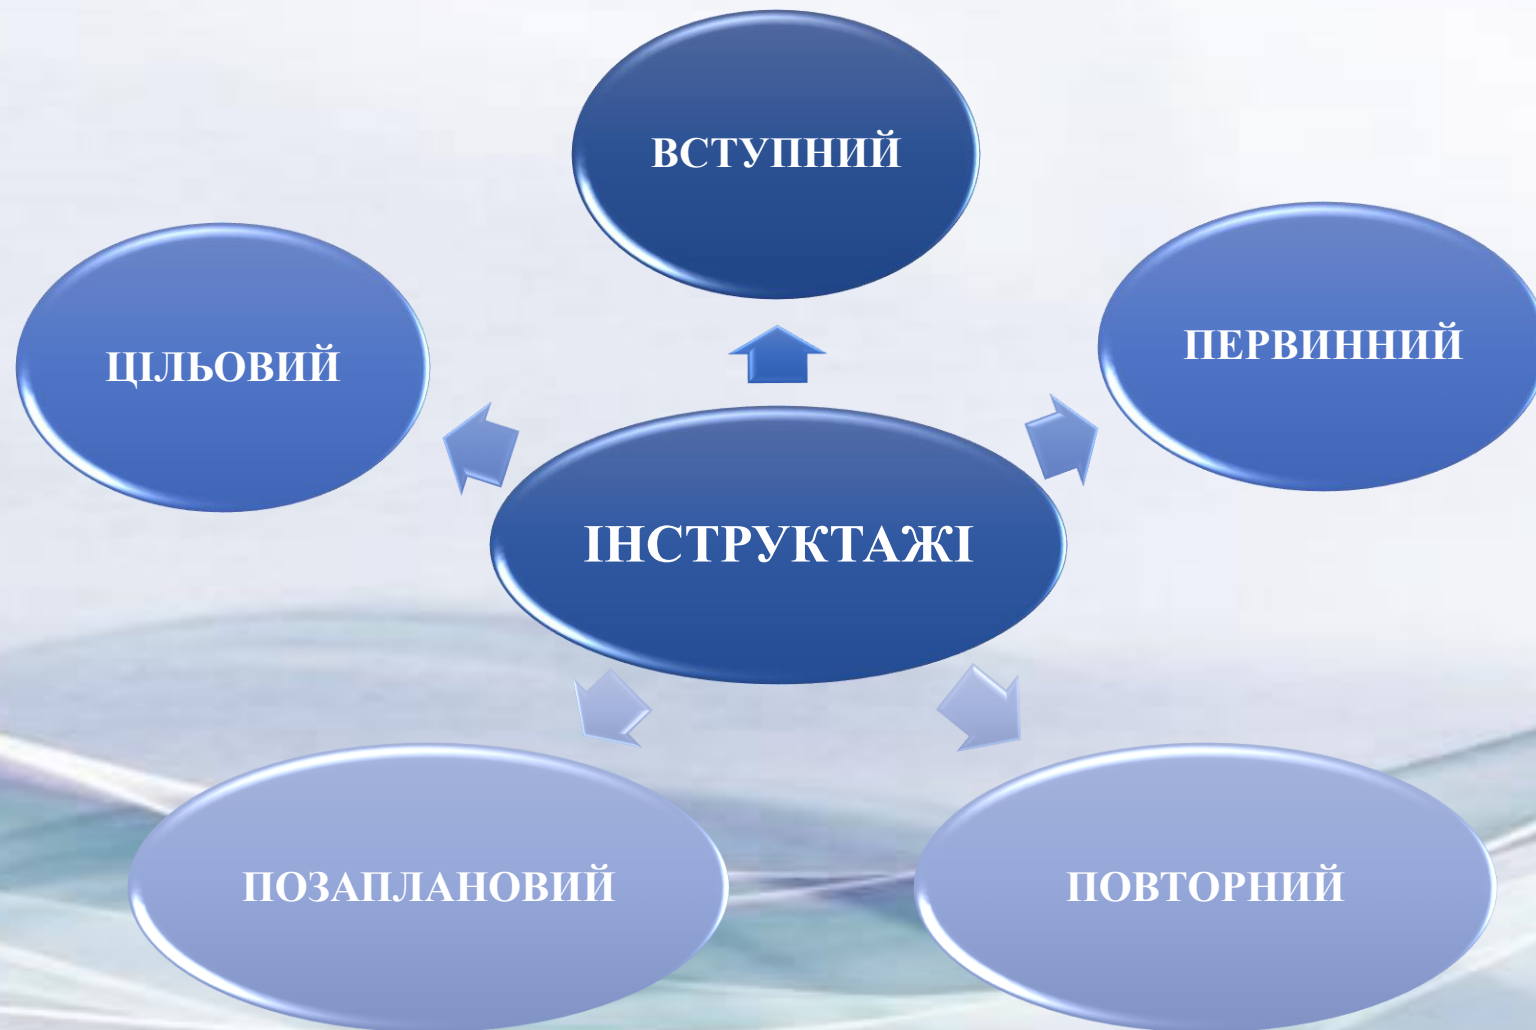 ВСТУПНИЙ
ЦІЛЬОВИЙ
ПЕРВИННИЙ
ІНСТРУКТАЖІ
ПОЗАПЛАНОВИЙ
ПОВТОРНИЙ